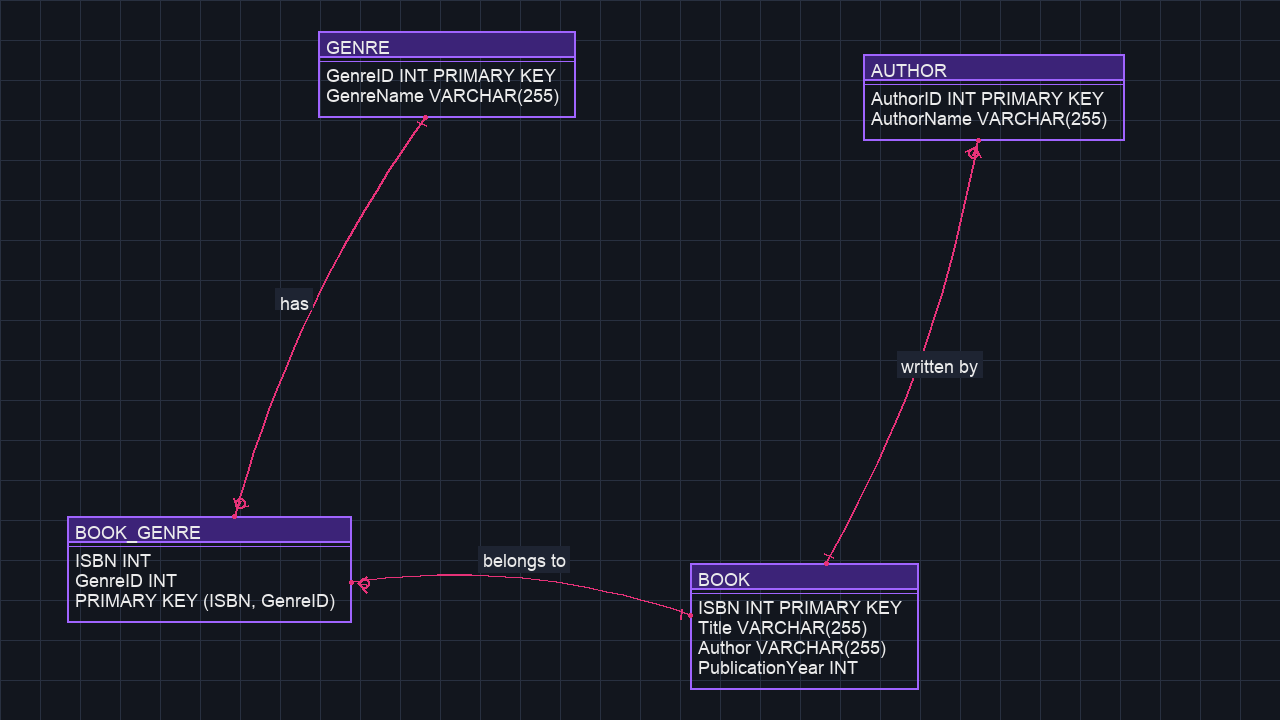 GENRE
GenreID INT PRIMARY KEY
GenreName VARCHAR(255)
AUTHOR
AuthorID INT PRIMARY KEY
AuthorName VARCHAR(255)
has
written by
BOOK_GENRE
ISBN INT
GenreID INT
PRIMARY KEY (ISBN, GenreID)
belongs to
BOOK
ISBN INT PRIMARY KEY
Title VARCHAR(255)
Author VARCHAR(255)
PublicationYear INT